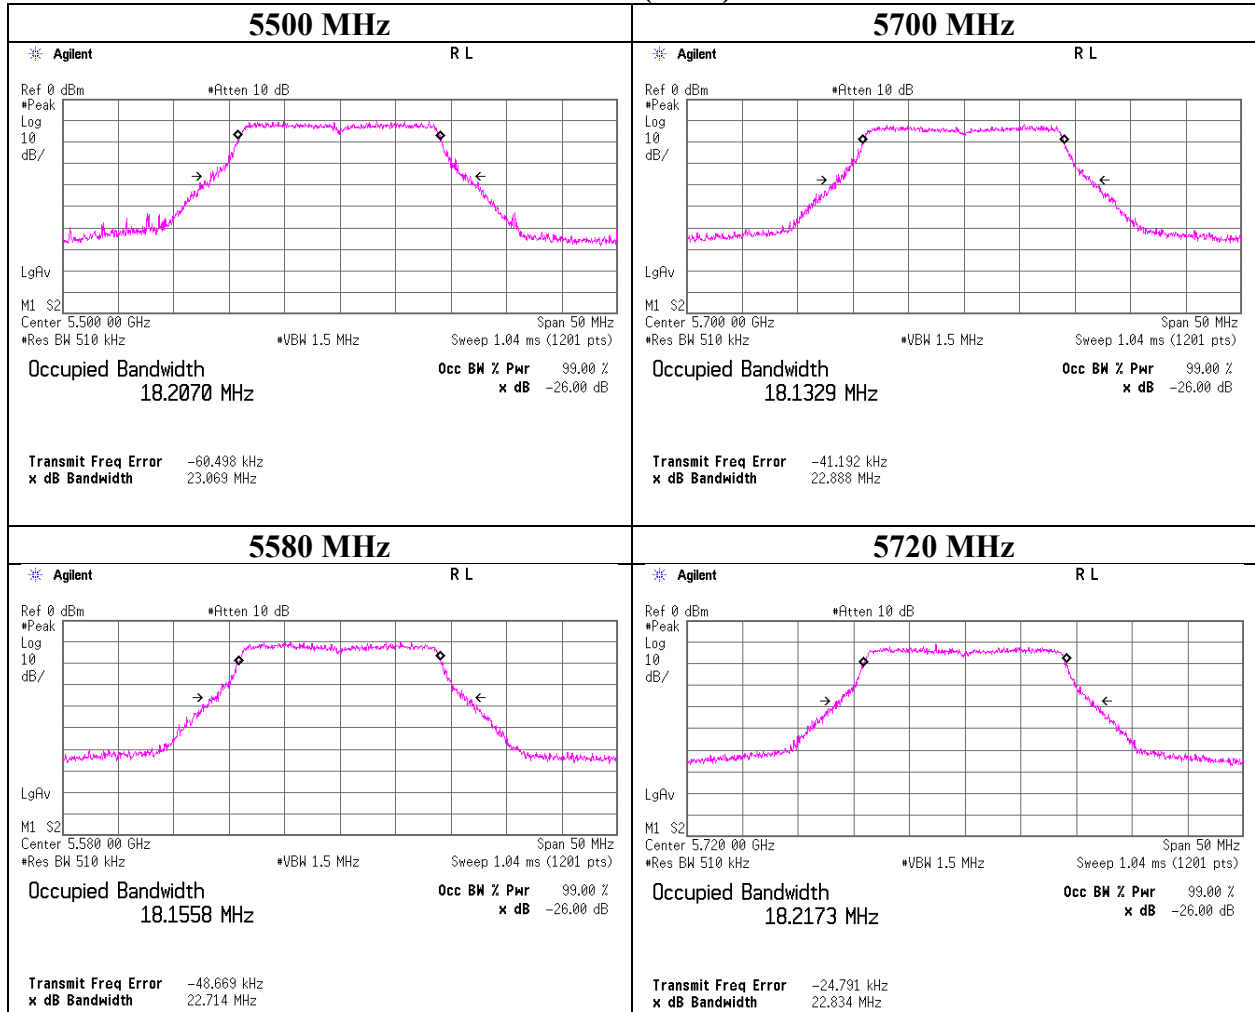 5500 MHz
Agilent R L
Ref 0 dBm #Atten 10 dB
#Peak
Log
10
dB/
LgAv
M1 S2
Center 5.500 00 GHz Span 50 MHz
#Res BW 510 kHz #VBW 1.5 MHz Sweep 1.04 ms (1201 pts)
Occupied Bandwidth Occ BW % Pwr 99.00 %
18.2070 MHz x dB -26.00 dB
Transmit Freq Error -60.498 kHz
x dB Bandwidth 23.069 MHz
5700 MHz
Agilent R L
Ref 0 dBm #Atten 10 dB
#Peak
Log
10
dB/
LgAv
M1 S2
Center 5.700 00 GHz Span 50 MHz
#Res BW 510 kHz #VBW 1.5 MHz Sweep 1.04 ms (1201 pts)
Occupied Bandwidth Occ BW % Pwr 99.00 %
18.1329 MHz x dB -26.00 dB
Transmit Freq Error -41.192 kHz
x dB Bandwidth 22.888 MHz
5580 MHz
Agilent R L
Ref 0 dBm #Atten 10 dB
#Peak
Log
10
dB/
LgAv
M1 S2
Center 5.580 00 GHz Span 50 MHz
#Res BW 510 kHz #VBW 1.5 MHz Sweep 1.04 ms (1201 pts)
Occupied Bandwidth Occ BW % Pwr 99.00 %
18.1558 MHz x dB -26.00 dB
Transmit Freq Error -48.669 kHz
x dB Bandwidth 22.714 MHz
5720 MHz
Agilent R L
Ref 0 dBm #Atten 10 dB
#Peak
Log
10
dB/
LgAv
M1 S2
Center 5.720 00 GHz Span 50 MHz
#Res BW 510 kHz #VBW 1.5 MHz Sweep 1.04 ms (1201 pts)
Occupied Bandwidth Occ BW % Pwr 99.00 %
18.2173 MHz x dB -26.00 dB
Transmit Freq Error -24.791 kHz
x dB Bandwidth 22.834 MHz